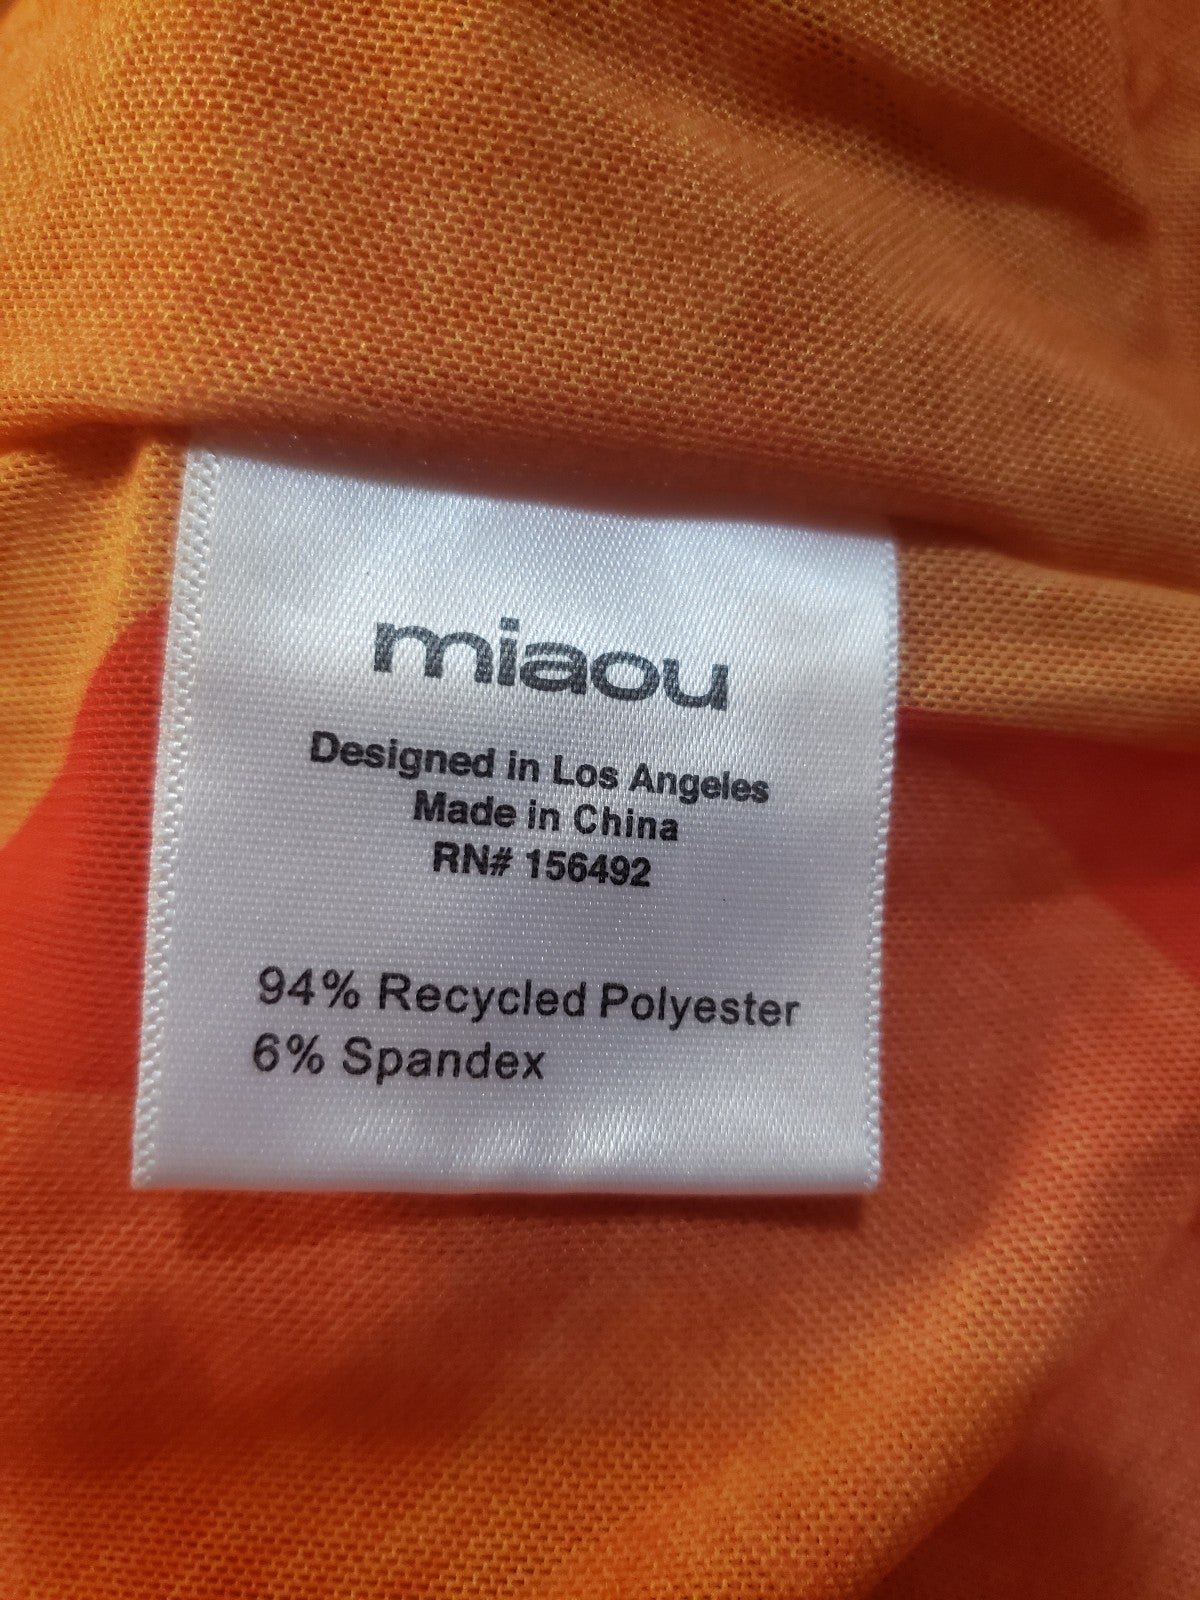 miaou
Designed in Los Angeles
Made in China
RN# 156492
94% Recycled Polyester
6% Spandex